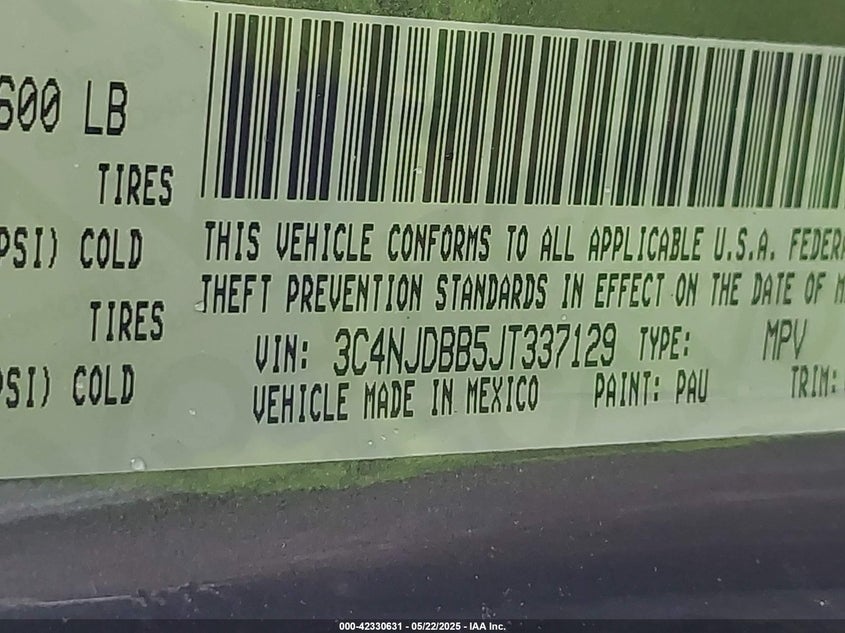 600 LB
TIRES
PSI) COLD
TIRES
PSI) COLD
THIS VEHICLE CONFORMS TO ALL APPLICABLE U.S.A. FEDERA
THEFT PREVENTION STANDARDS IN EFFECT ON THE DATE OF M
VIN: 3C4NJDBB5JT337129 TYPE: MPV
VEHICLE MADE IN MEXICO PAINT: PAU TRIM:
000-42330631 - 05/22/2025 - IAA Inc.